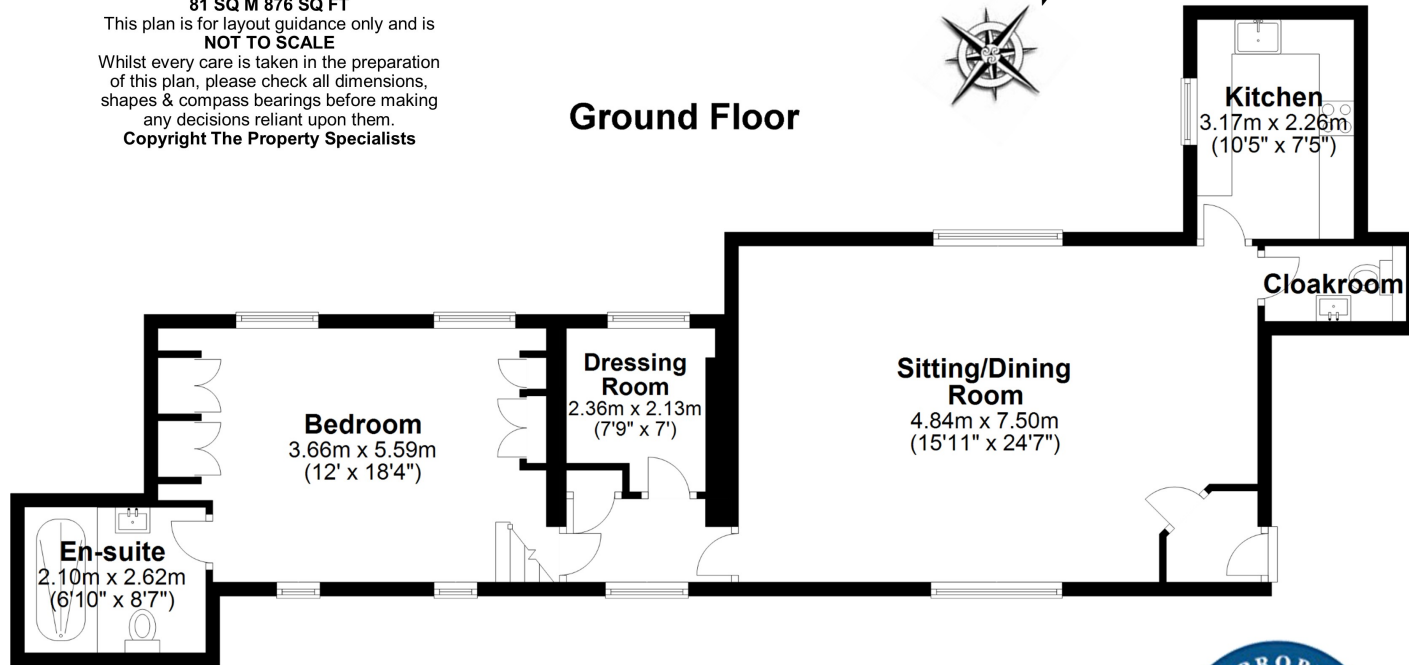 81 SQ M 876 SQ FT
This plan is for layout guidance only and is
NOT TO SCALE
Whilst every care is taken in the preparation
of this plan, please check all dimensions,
shapes & compass bearings before making
any decisions reliant upon them.
Copyright The Property Specialists
Ground Floor
Kitchen
3.17m x 2.26m
(10'5" x 7'5")
Cloakroom
Sitting/Dining
Room
4.84m x 7.50m
(15'11" x 24'7")
Dressing
Room
2.36m x 2.13m
(7'9" x 7')
Bedroom
3.66m x 5.59m
(12' x 18'4")
En-suite
2.10m x 2.62m
(6'10" x 8'7")